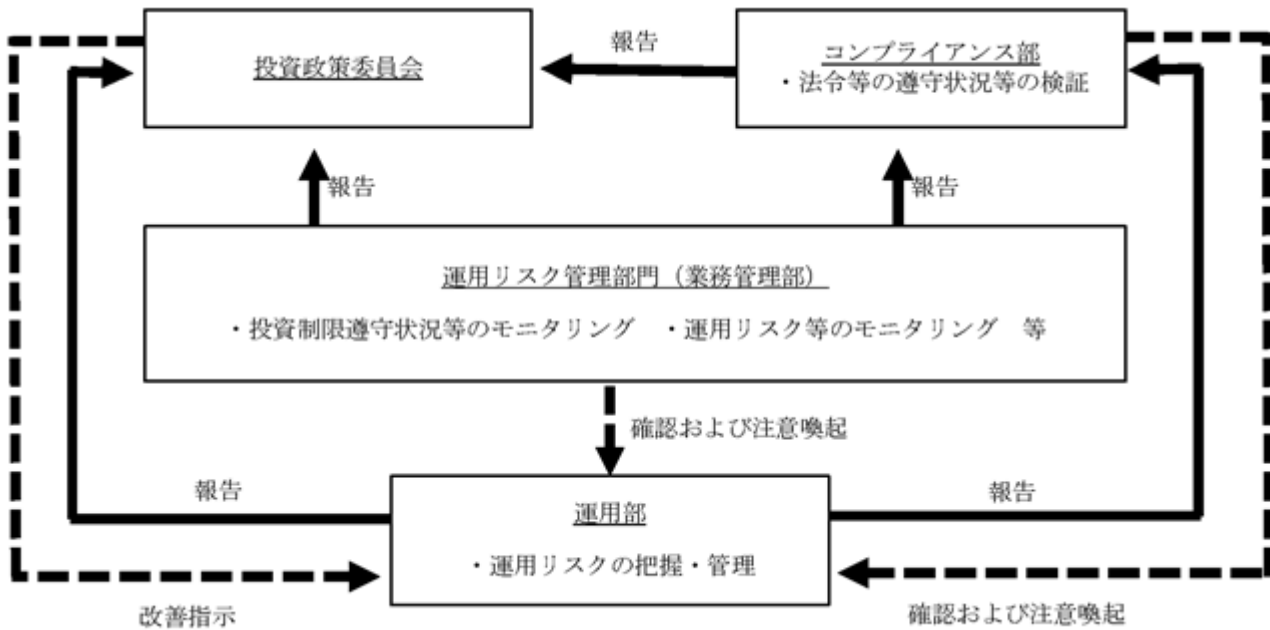 報告
投資政策委員会
コンプライアンス部
・法令等の遵守状況等の検証
報告
報告
運用リスク管理部門（業務管理部）
・投資制限遵守状況等のモニタリング　・運用リスク等のモニタリング　等
確認および注意喚起
報告
報告
運用部
・運用リスクの把握・管理
改善指示
確認および注意喚起